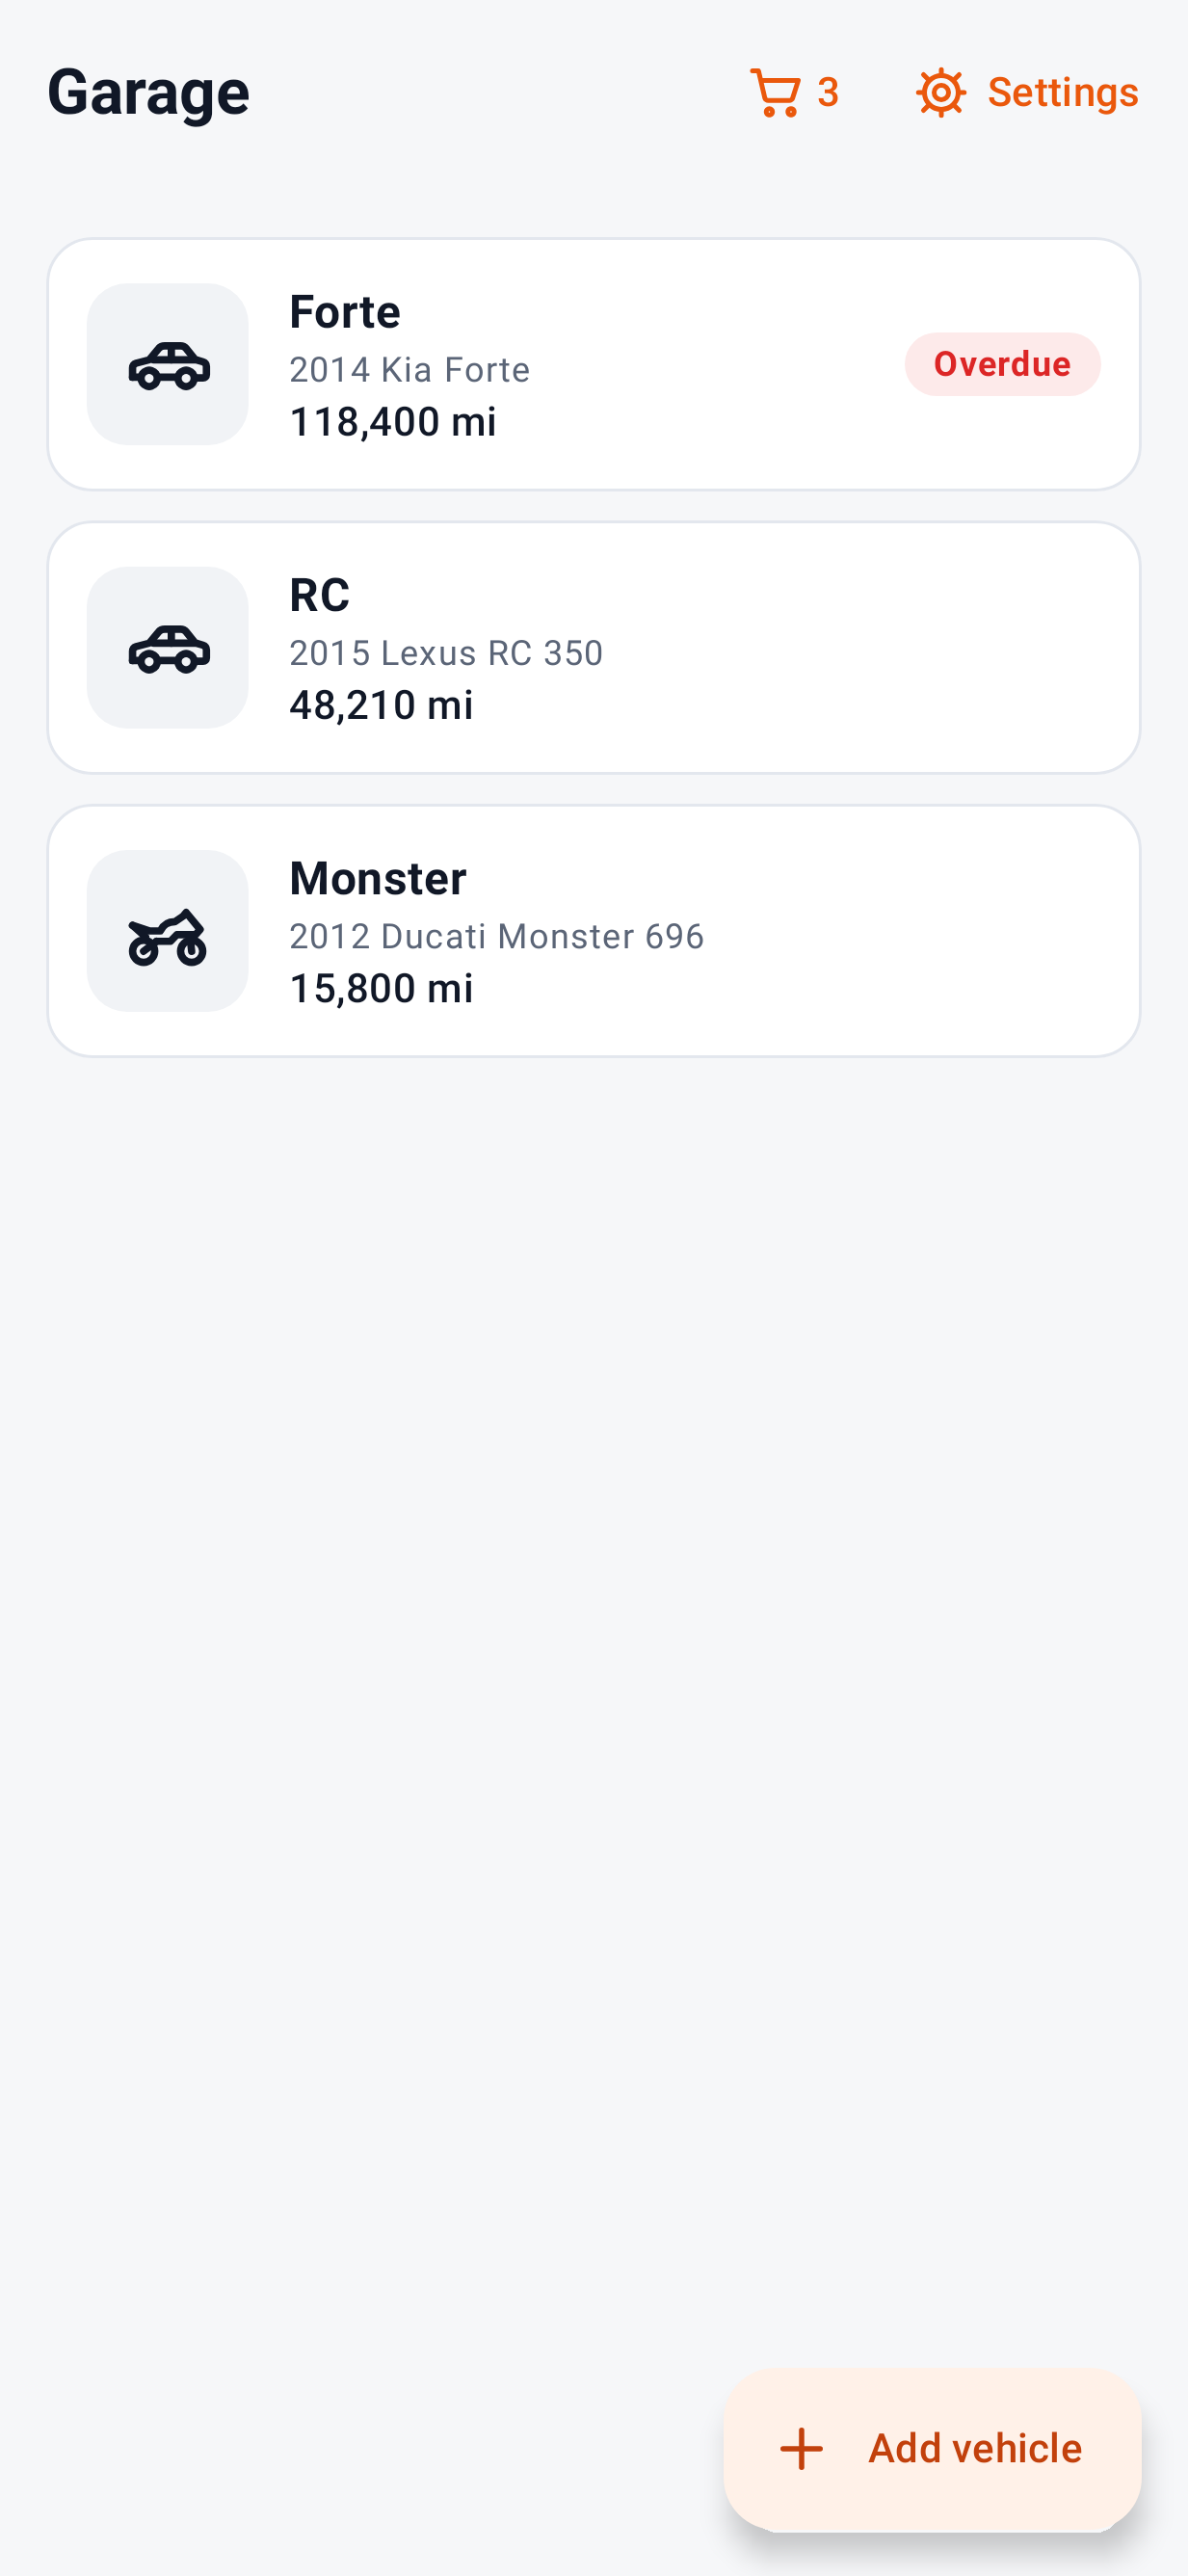 Garage
3
Settings
Forte
2014 Kia Forte
118,400 mi
Overdue
RC
2015 Lexus RC 350
48,210 mi
Monster
2012 Ducati Monster 696
15,800 mi
Add vehicle